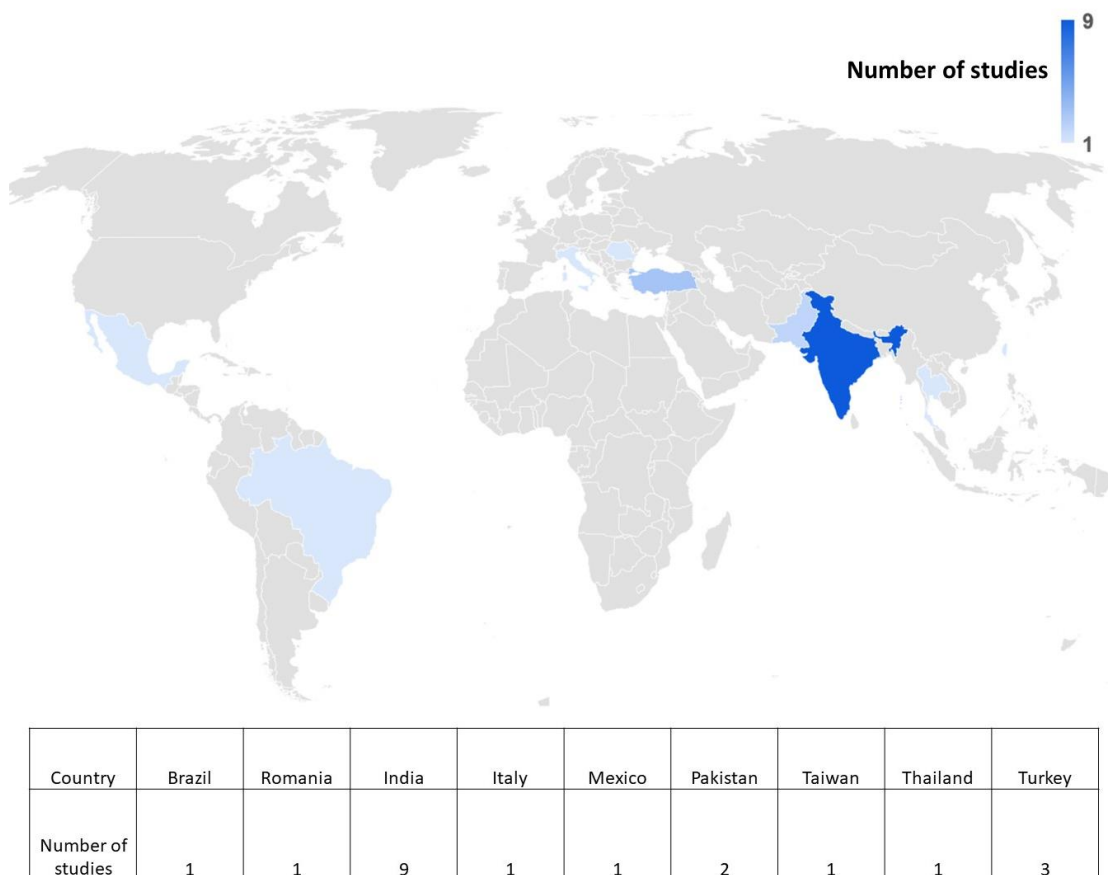 9
Number of studies
1
Country Brazil Romania India Italy Mexico Pakistan Taiwan Thailand Turkey
Number of
studies 1 1 9 1 1 2 1 1 3